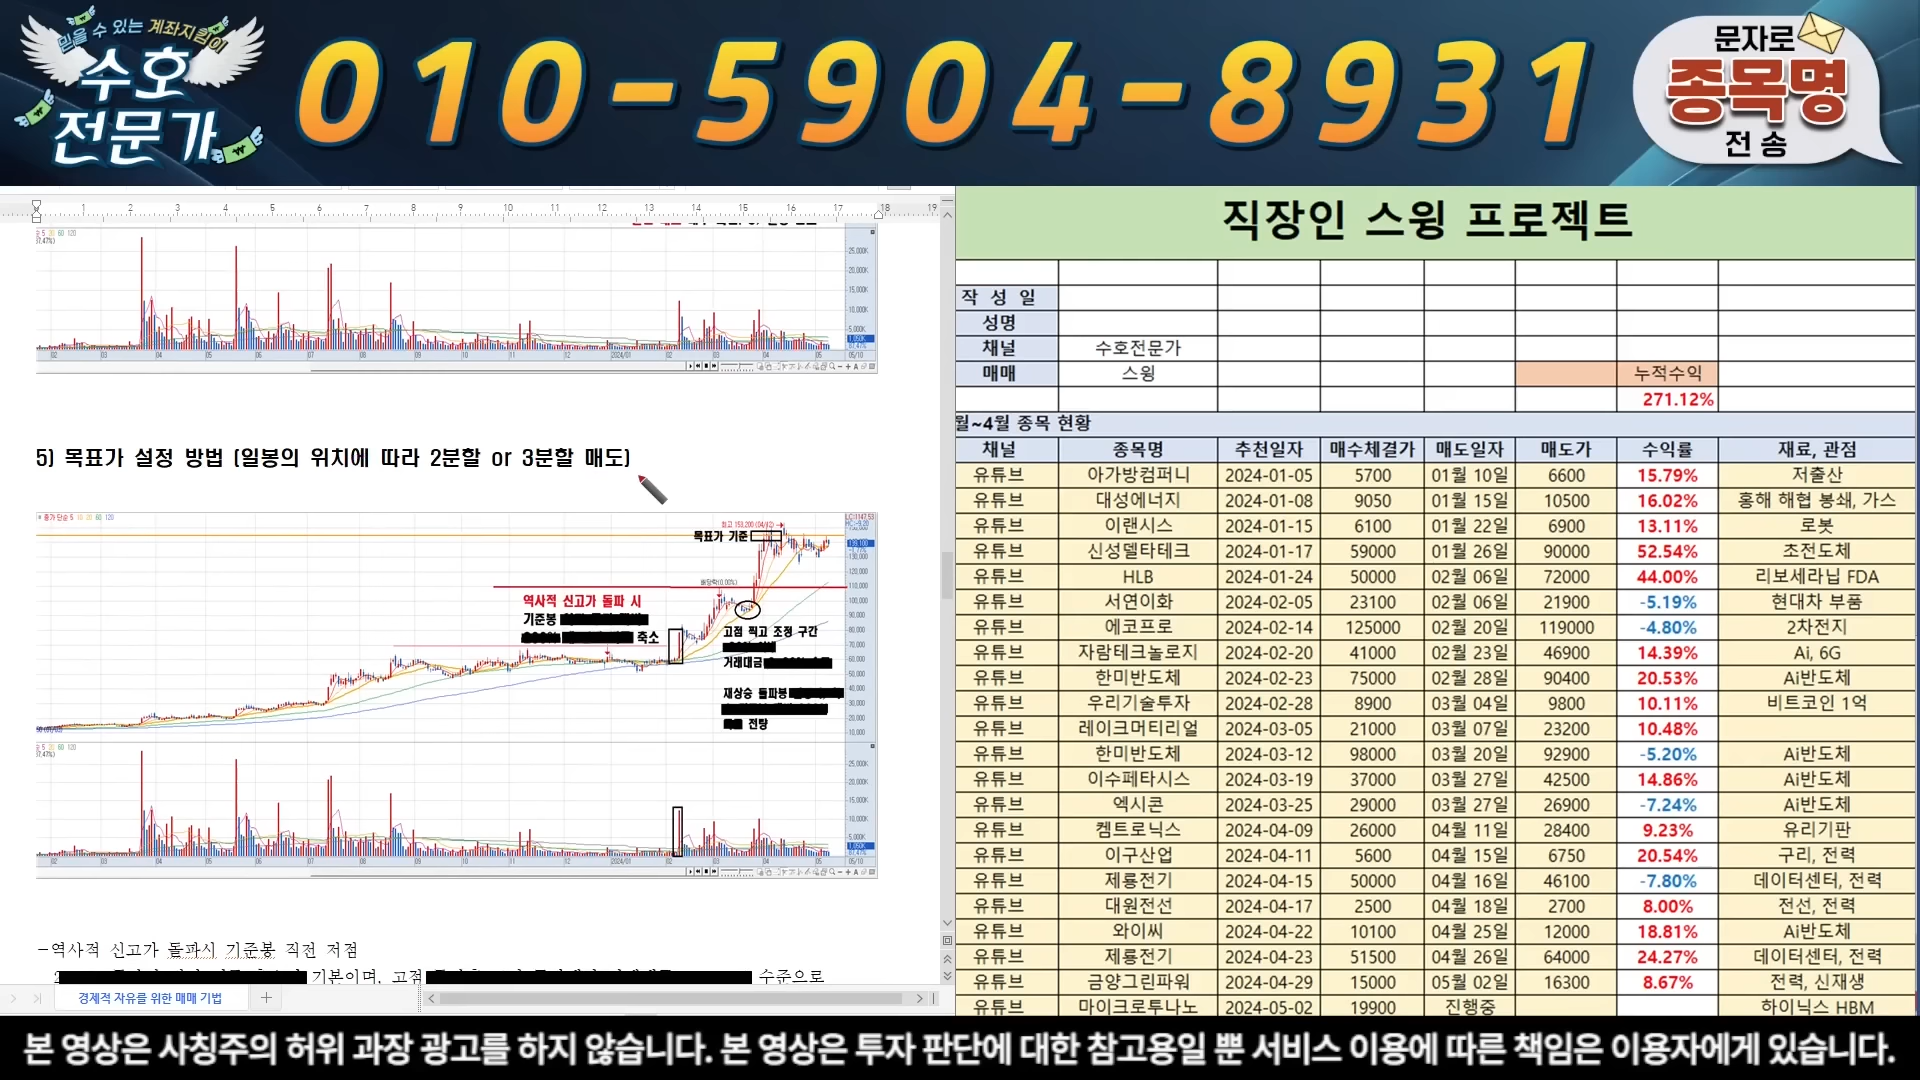 믿을 수 있는 계좌지킴이
수호
전문가
010-5904-8931
문자로
종목명
전 송
5) 목표가 설정 방법 (일봉의 위치에 따라 2분할 or 3분할 매도)
목표가 기준
역사적 신고가 돌파 시
기준봉
축소
고점 찍고 조정 구간
거래대금
재상승 돌파봉
전량
-역사적 신고가 돌파시 기준봉 직전 저점
기본이며, 고점
수준으로
경제적 자유를 위한 매매 기법
직장인 스윙 프로젝트
작 성 일
성명
채널 수호전문가
매매 스윙 누적수익
271.12%
월~4월 종목 현황
채널 종목명 추천일자 매수체결가 매도일자 매도가 수익률 재료, 관점
유튜브 아가방컴퍼니 2024-01-05 5700 01월 10일 6600 15.79% 저출산
유튜브 대성에너지 2024-01-08 9050 01월 15일 10500 16.02% 홍해 해협 봉쇄, 가스
유튜브 이랜시스 2024-01-15 6100 01월 22일 6900 13.11% 로봇
유튜브 신성델타테크 2024-01-17 59000 01월 26일 90000 52.54% 초전도체
유튜브 HLB 2024-01-24 50000 02월 06일 72000 44.00% 리보세라닙 FDA
유튜브 서연이화 2024-02-05 23100 02월 06일 21900 -5.19% 현대차 부품
유튜브 에코프로 2024-02-14 125000 02월 20일 119000 -4.80% 2차전지
유튜브 자람테크놀로지 2024-02-20 41000 02월 23일 46900 14.39% Ai, 6G
유튜브 한미반도체 2024-02-23 75000 02월 28일 90400 20.53% Ai반도체
유튜브 우리기술투자 2024-02-28 8900 03월 04일 9800 10.11% 비트코인 1억
유튜브 레이크머티리얼 2024-03-05 21000 03월 07일 23200 10.48%
유튜브 한미반도체 2024-03-12 98000 03월 20일 92900 -5.20% Ai반도체
유튜브 이수페타시스 2024-03-19 37000 03월 27일 42500 14.86% Ai반도체
유튜브 엑시콘 2024-03-25 29000 03월 27일 26900 -7.24% Ai반도체
유튜브 켐트로닉스 2024-04-09 26000 04월 11일 28400 9.23% 유리기판
유튜브 이구산업 2024-04-11 5600 04월 15일 6750 20.54% 구리, 전력
유튜브 제룡전기 2024-04-15 50000 04월 16일 46100 -7.80% 데이터센터, 전력
유튜브 대원전선 2024-04-17 2500 04월 18일 2700 8.00% 전선, 전력
유튜브 와이씨 2024-04-22 10100 04월 25일 12000 18.81% Ai반도체
유튜브 제룡전기 2024-04-23 51500 04월 26일 64000 24.27% 데이터센터, 전력
유튜브 금양그린파워 2024-04-29 15000 05월 02일 16300 8.67% 전력, 신재생
유튜브 마이크로투나노 2024-05-02 19900 진행중 하이닉스 HBM
본 영상은 사칭주의 허위 과장 광고를 하지 않습니다. 본 영상은 투자 판단에 대한 참고용일 뿐 서비스 이용에 따른 책임은 이용자에게 있습니다.